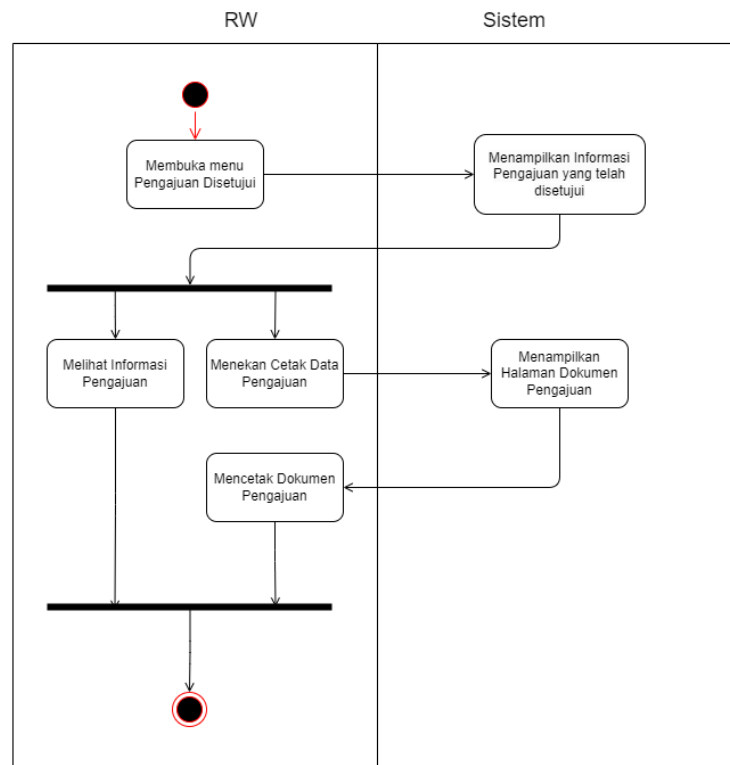 RW
Sistem
Membuka menu
Pengajuan Disetujui
Menampilkan Informasi
Pengajuan yang telah
disetujui
Melihat Informasi
Pengajuan
Menekan Cetak Data
Pengajuan
Menampilkan
Halaman Dokumen
Pengajuan
Mencetak Dokumen
Pengajuan